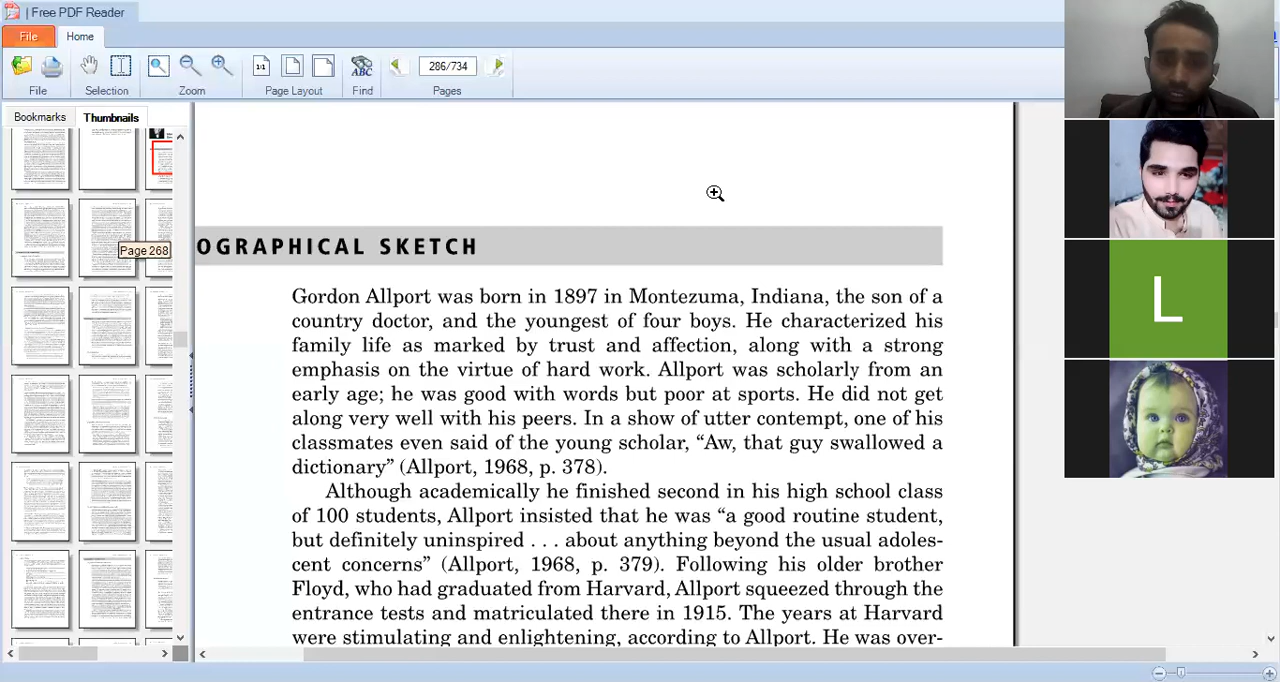 | Free PDF Reader
File
Home
1:1
ABC
286/734
File
Selection
Zoom
Page Layout
Find
Pages
Bookmarks
Thumbnails
Page 268
OGRAPHICAL SKETCH
Gordon Allport was born in 1897 in Montezuma, Indiana, the son of a
country doctor, and the youngest of four boys. He characterized his
family life as marked by trust and affection, along with a strong
emphasis on the virtue of hard work. Allport was scholarly from an
early age; he was good with words but poor at sports. He did not get
along very well with his peers. In a show of utter contempt, one of his
classmates even said of the young scholar, “Aw, that guy swallowed a
dictionary” (Allport, 1968, p. 378).
Although academically he finished second in his high school class
of 100 students, Allport insisted that he was “a good routine student,
but definitely uninspired . . . about anything beyond the usual adoles-
cent concerns” (Allport, 1968, p. 379). Following his older brother
Floyd, who had graduated from Harvard, Allport squeezed through the
entrance tests and matriculated there in 1915. The years at Harvard
were stimulating and enlightening, according to Allport. He was over-
L